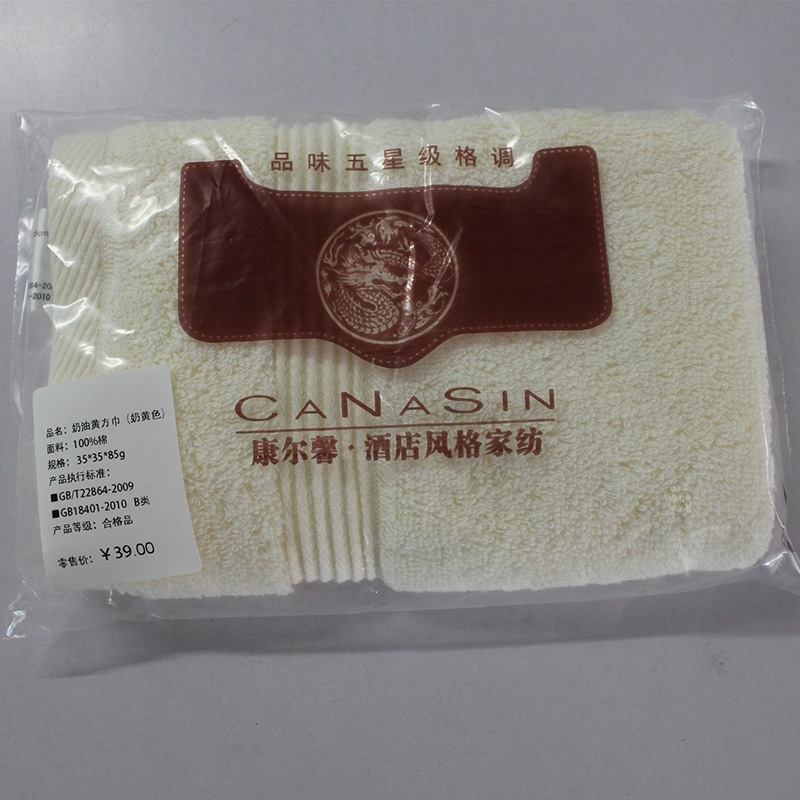 品味五星级格调
CANASIN
康尔馨·酒店风格家纺
品名：奶油黄方巾（奶黄色）
面料：100%棉
规格：35*35*85g
产品执行标准：
■GB/T22864-2009
■GB18401-2010 B类
产品等级：合格品
零售价：￥39.00
-2010